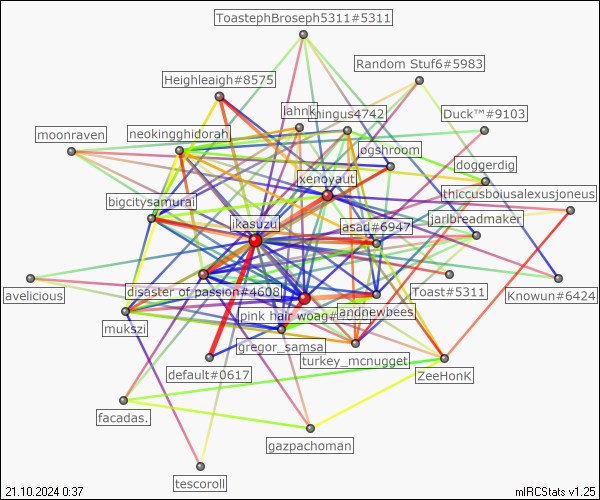 ToastephBroseph5311#5311
Random Stuf6#5983
Heighleaigh#8575
lahnk
thingus4742
Duck™#9103
neokingghidorah
moonraven
ogshroom
doggerdig
xenoyaut
thiccusboiusalexusjoneus
bigcitysamurai
jarlbreadmaker
ikasuzu
asad#6947
disaster of passion#4608
Toast#5311
avelicious
Knowun#6424
andnewbees
pink hair woag#
mukszi
gregor_samsa
turkey_mcnugget
default#0617
ZeeHonK
facadas.
gazpachoman
tescoroll
21.10.2024 0:37
mIRCStats v1.25